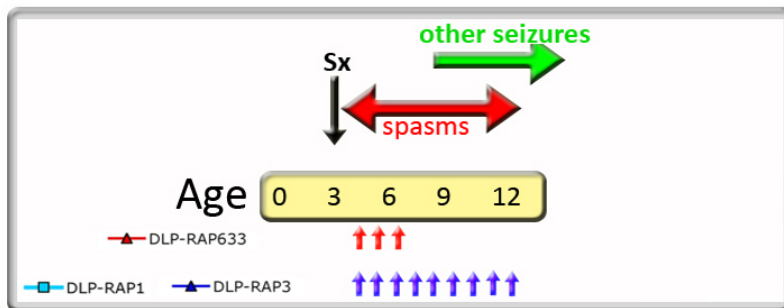 other seizures
Sx
spasms
Age 0 3 6 9 12
DLP-RAP633
DLP-RAP1 DLP-RAP3